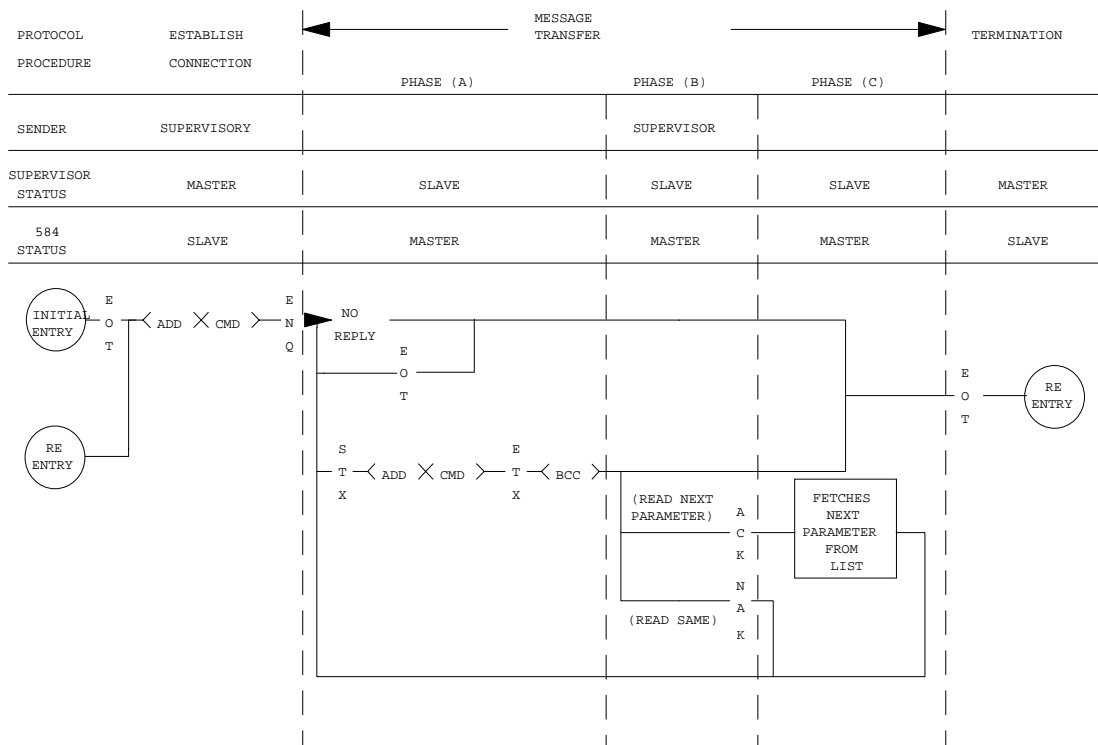 MESSAGE
TRANSFER
PROTOCOL ESTABLISH TERMINATION
PROCEDURE CONNECTION
PHASE (A) PHASE (B) PHASE (C)
SENDER SUPERVISORY SUPERVISOR
SUPERVISOR
STATUS
MASTER SLAVE SLAVE SLAVE MASTER
584
STATUS
SLAVE MASTER MASTER MASTER SLAVE
INITIAL
ENTRY
E
O
T
ADD CMD
E
N
Q
NO
REPLY
E
O
T
E
O
T
RE
ENTRY
RE
ENTRY
S
T
X
ADD CMD
E
T
X
BCC
(READ NEXT
PARAMETER)
A
C
K
FETCHES
NEXT
PARAMETER
FROM
LIST
(READ SAME)
N
A
K